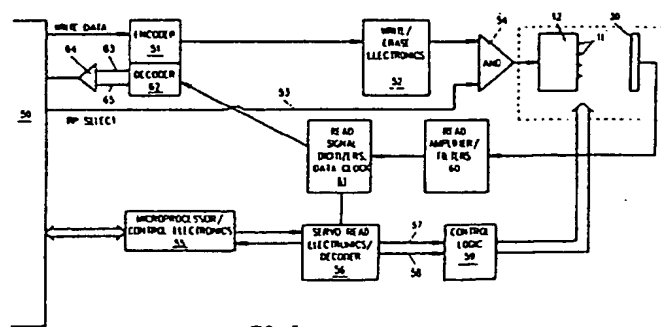 WRITE DATA
64
63
ENCODER
51
DECODER
62
65
50
RP SELECT
53
WRITE/
ERASE
ELECTRONICS
52
54
AND
12
11
30
READ
SIGNAL
DIGITIZERS,
DATA CLOCK
61
READ
AMPLIFIER/
FILTERS
60
MICROPROCESSOR/
CONTROL ELECTRONICS
55
SERVO READ
ELECTRONICS/
DECODER
56
57
58
CONTROL
LOGIC
59